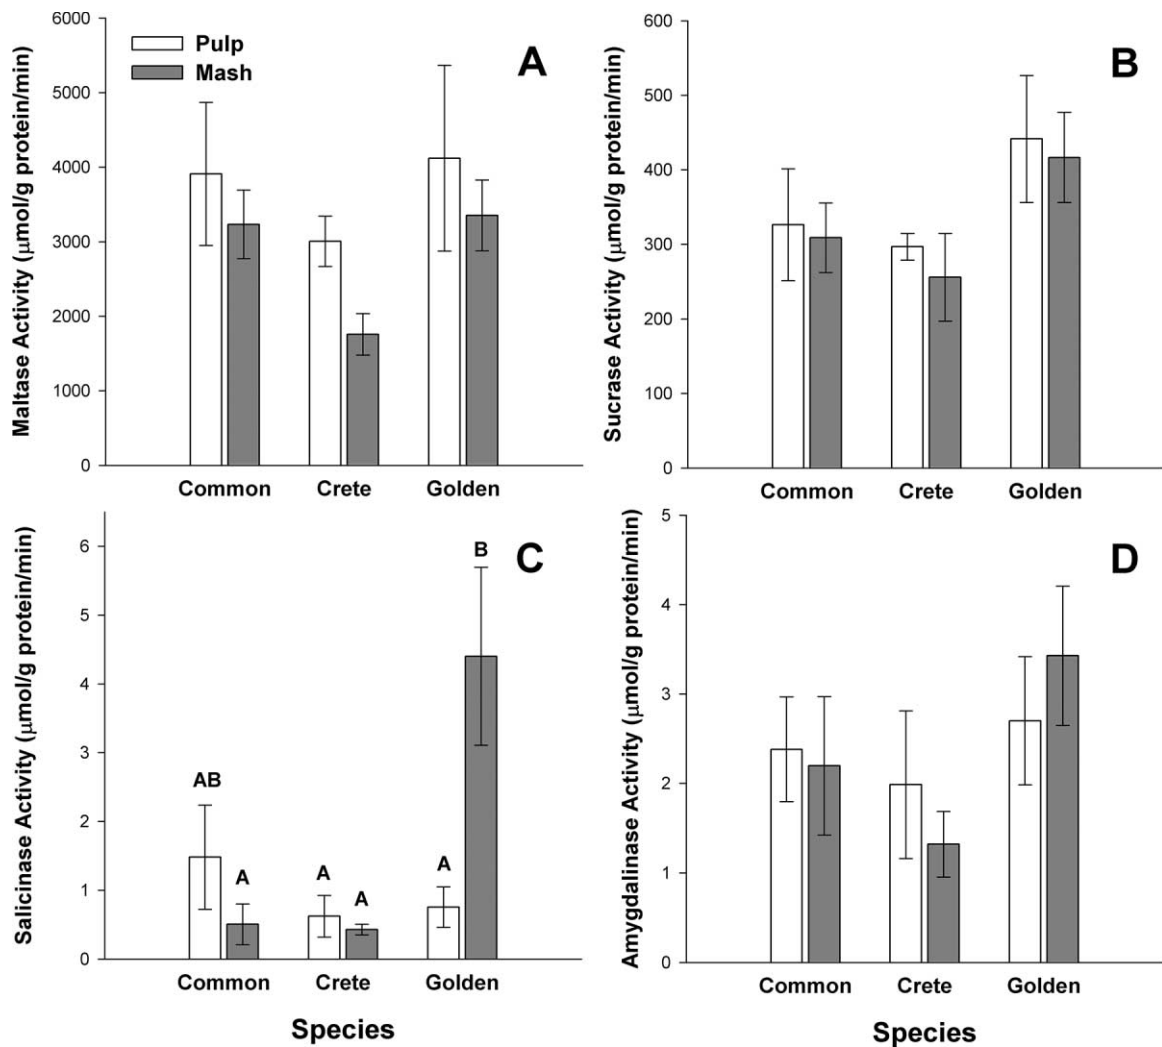 Maltase Activity (µmol/g protein/min)
6000
5000
4000
3000
2000
1000
0
Pulp
Mash
A
Common Crete Golden
Sucrase Activity (µmol/g protein/min)
600
500
400
300
200
100
0
B
Common Crete Golden
Salicinase Activity (µmol/g protein/min)
6
5
4
3
2
1
0
C
AB
A
A
A
A
B
Common Crete Golden
Species
Amygdalinase Activity (µmol/g protein/min)
5
4
3
2
1
0
D
Common Crete Golden
Species